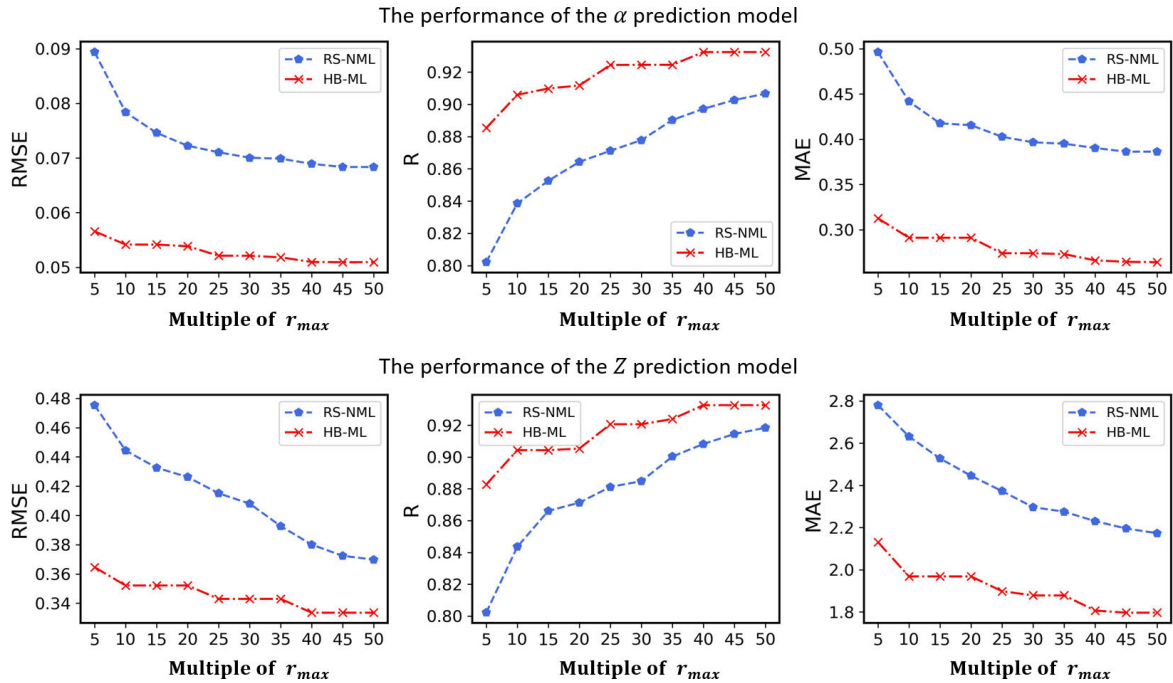 The performance of the α prediction model
RMSE
0.09
0.08
0.07
0.06
0.05
RS-NML
HB-ML
5 10 15 20 25 30 35 40 45 50
Multiple of r_max
R
0.92
0.90
0.88
0.86
0.84
0.82
0.80
RS-NML
HB-ML
5 10 15 20 25 30 35 40 45 50
Multiple of r_max
MAE
0.50
0.45
0.40
0.35
0.30
RS-NML
HB-ML
5 10 15 20 25 30 35 40 45 50
Multiple of r_max
The performance of the Z prediction model
RMSE
0.48
0.46
0.44
0.42
0.40
0.38
0.36
0.34
RS-NML
HB-ML
5 10 15 20 25 30 35 40 45 50
Multiple of r_max
R
0.92
0.90
0.88
0.86
0.84
0.82
0.80
RS-NML
HB-ML
5 10 15 20 25 30 35 40 45 50
Multiple of r_max
MAE
2.8
2.6
2.4
2.2
2.0
1.8
RS-NML
HB-ML
5 10 15 20 25 30 35 40 45 50
Multiple of r_max